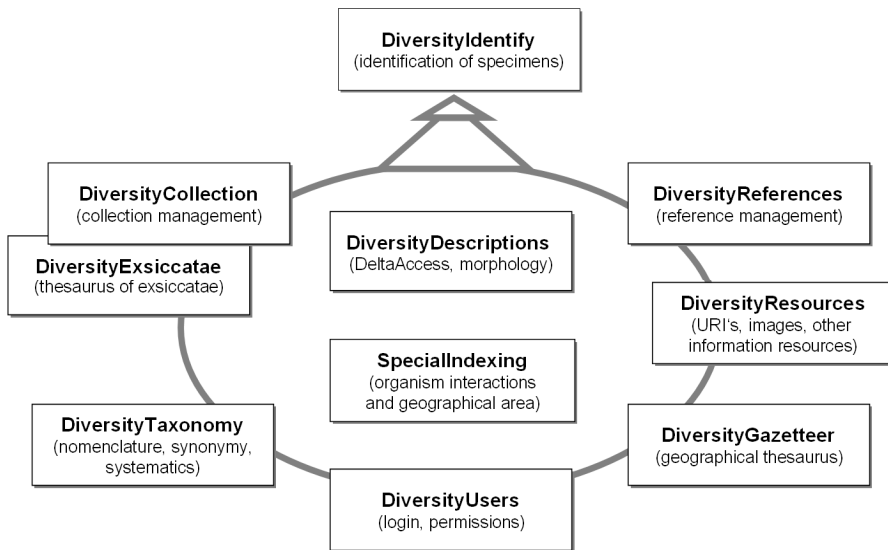 DiversityIdentify
(identification of specimens)
DiversityCollection
(collection management)
DiversityReferences
(reference management)
DiversityDescriptions
(DeltaAccess, morphology)
DiversityExsiccatae
(thesaurus of exsiccatae)
DiversityResources
(URI‘s, images, other
information resources)
SpecialIndexing
(organism interactions
and geographical area)
DiversityTaxonomy
(nomenclature, synonymy,
systematics)
DiversityGazetteer
(geographical thesaurus)
DiversityUsers
(login, permissions)